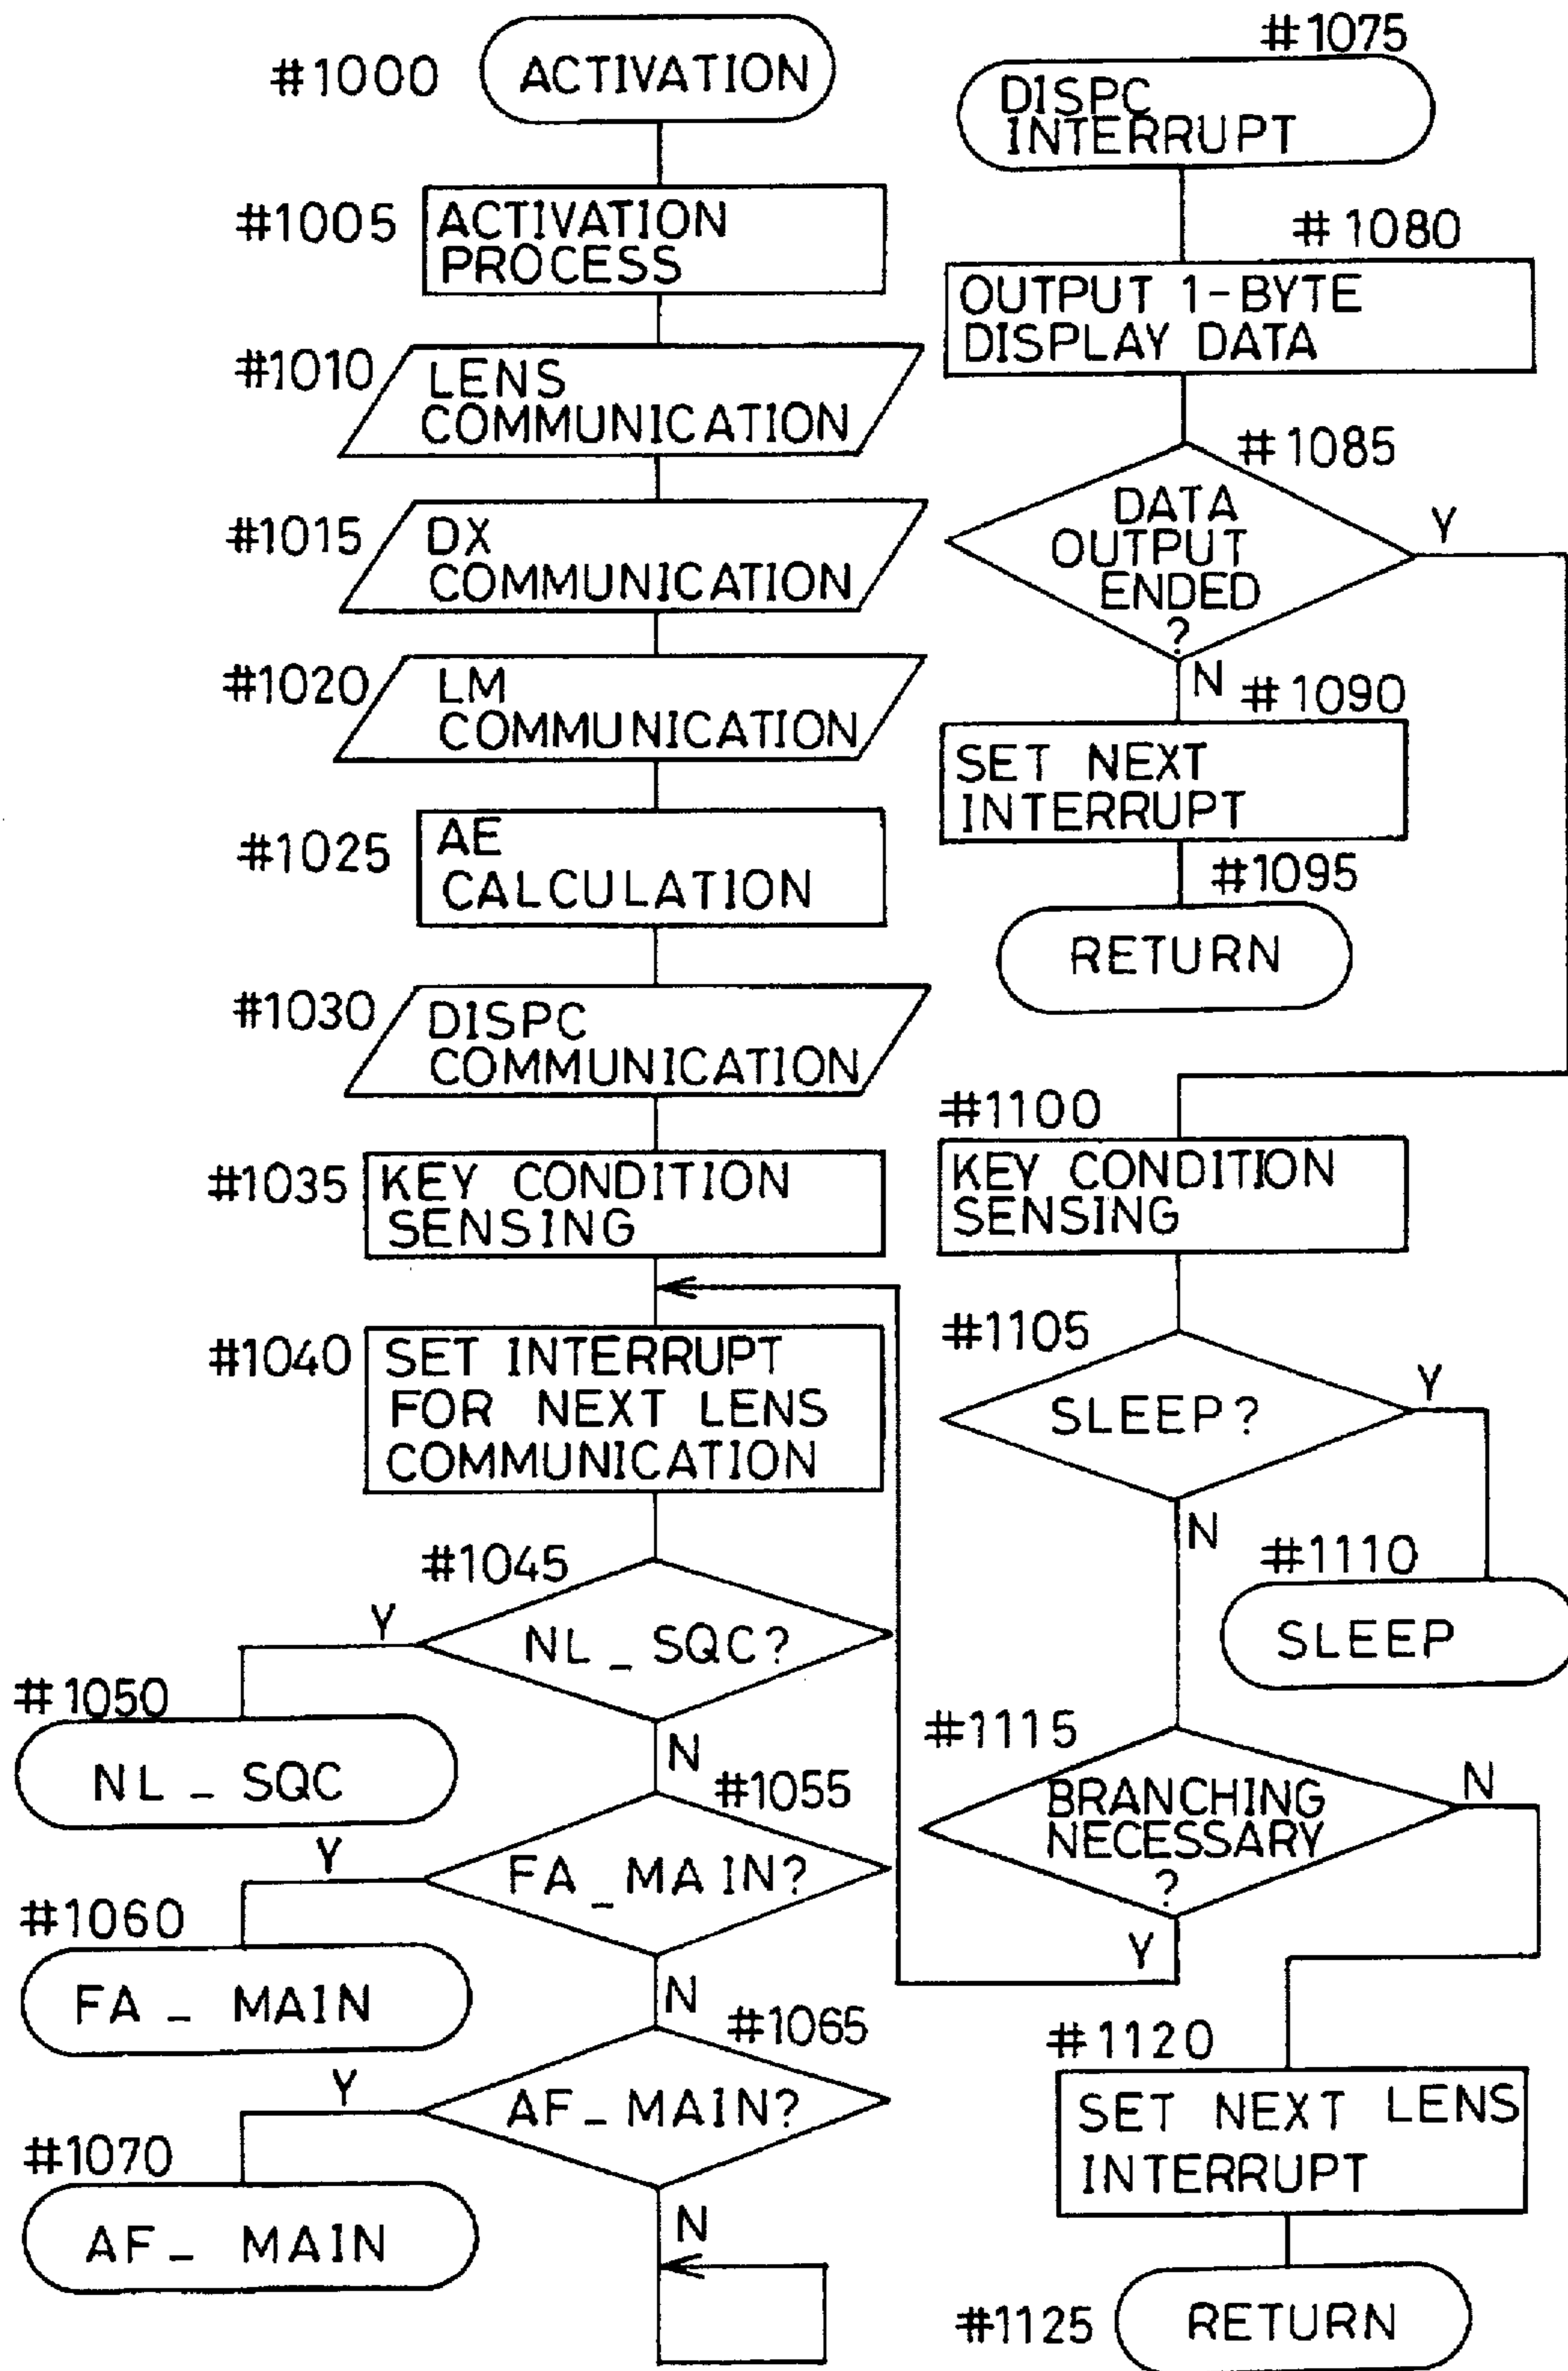 #1000
ACTIVATION
#1005
ACTIVATION
PROCESS
#1010
LENS
COMMUNICATION
#1015
DX
COMMUNICATION
#1020
LM
COMMUNICATION
#1025
AE
CALCULATION
#1030
DISPC
COMMUNICATION
#1035
KEY CONDITION
SENSING
#1040
SET INTERRUPT
FOR NEXT LENS
COMMUNICATION
#1045
NL_SQC?
Y
N
#1050
NL_SQC
#1055
FA_MAIN?
Y
N
#1060
FA_MAIN
#1065
AF_MAIN?
Y
N
#1070
AF_MAIN
#1075
DISPC
INTERRUPT
#1080
OUTPUT 1-BYTE
DISPLAY DATA
#1085
DATA
OUTPUT
ENDED
?
Y
N
#1090
SET NEXT
INTERRUPT
#1095
RETURN
#1100
KEY CONDITION
SENSING
#1105
SLEEP?
Y
N
#1110
SLEEP
#1115
BRANCHING
NECESSARY
?
N
Y
#1120
SET NEXT LENS
INTERRUPT
#1125
RETURN